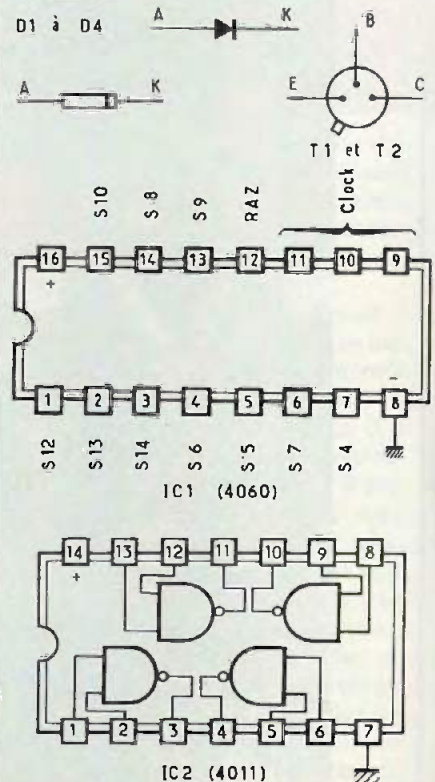 D1 à D4
A K
B
A K
E C
T1 et T2
S10 S8 S9 RAZ Clock
16 15 14 13 12 11 10 9
+ -
1 2 3 4 5 6 7 8
S12 S13 S14 S6 S5 S7 S4
IC1 (4060)
14 13 12 11 10 9 8
+
1 2 3 4 5 6 7
IC2 (4011)